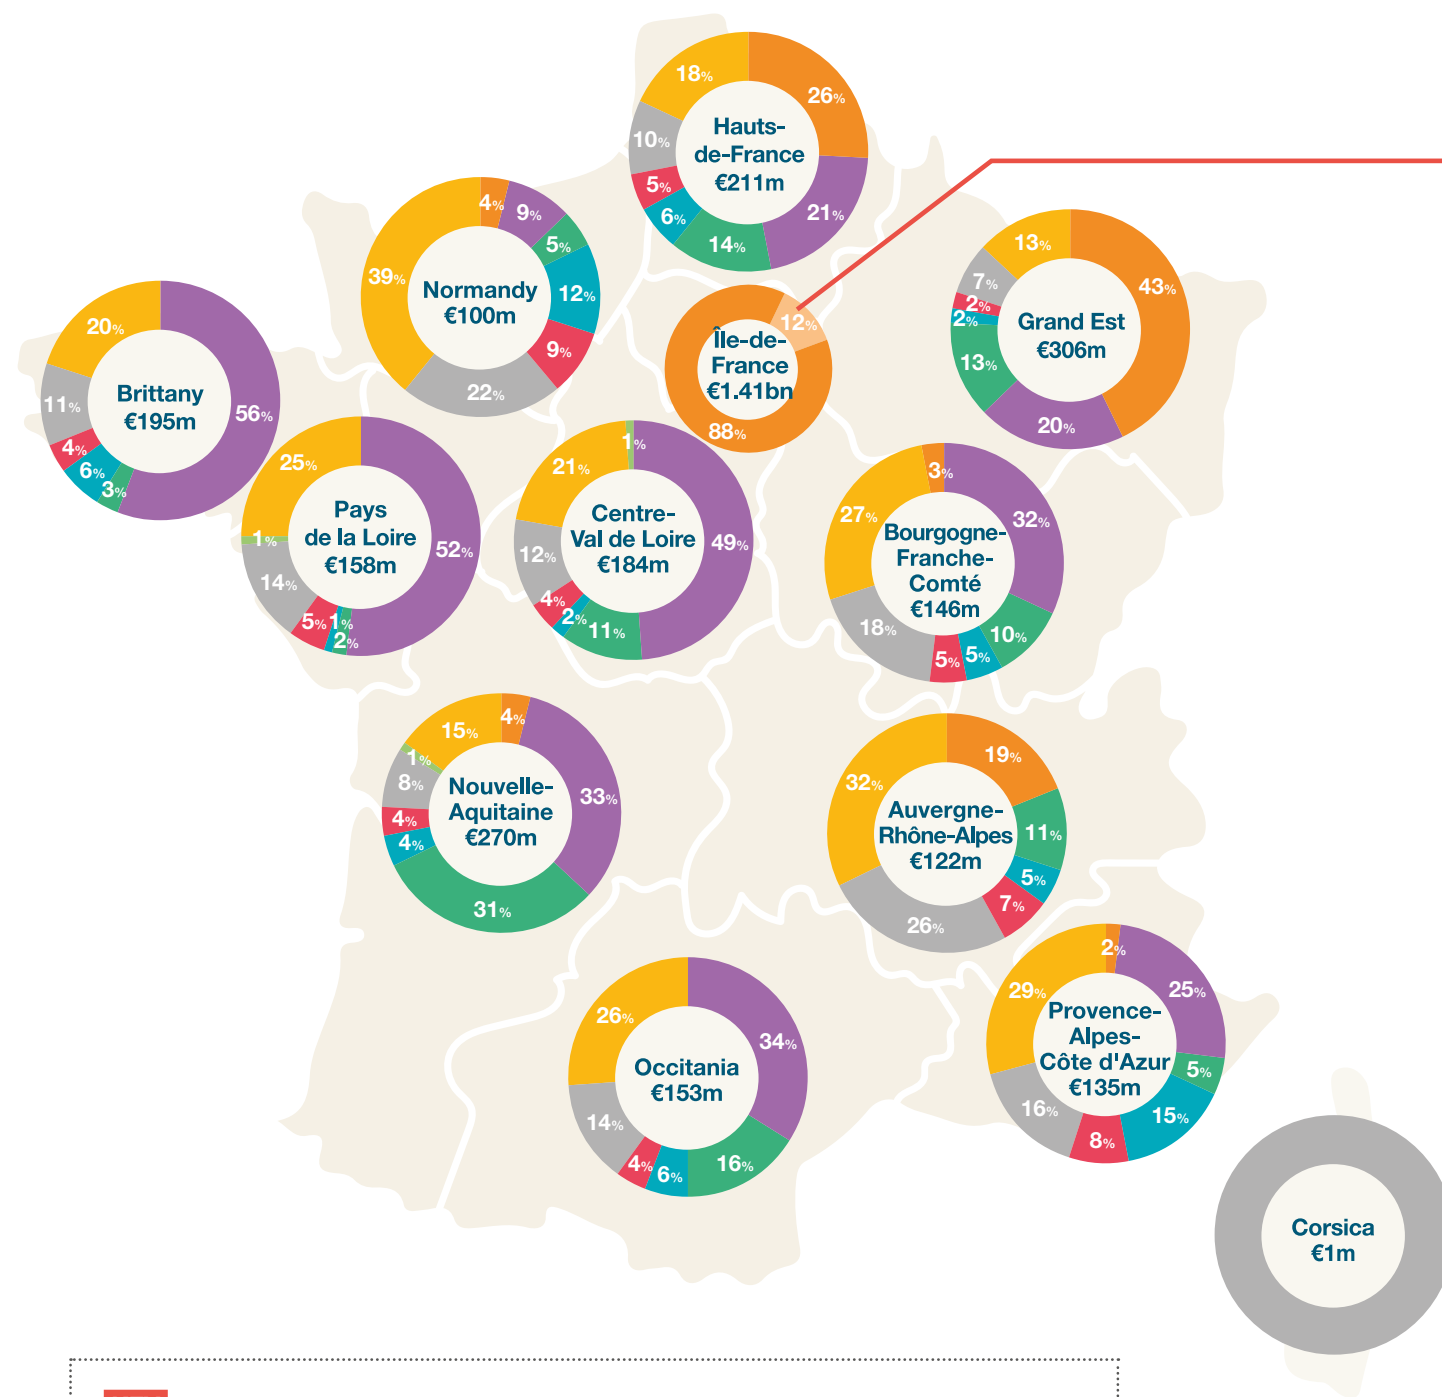 18%
26%
10%
Hauts-
de-France
€211m
5%
6%
14%
21%
4%
9%
5%
39%
Normandy
€100m
12%
9%
22%
13%
43%
7%
2%
2%
Grand Est
€306m
13%
20%
12%
Île-de-
France
€1.41bn
88%
20%
11%
Brittany
€195m
56%
4%
6%
3%
25%
1%
Pays
de la Loire
€158m
52%
14%
5%
1%
2%
1%
21%
12%
Centre-
Val de Loire
€184m
49%
4%
2%
11%
3%
27%
32%
Bourgogne-
Franche-
Comté
€146m
18%
10%
5%
5%
4%
15%
1%
8%
Nouvelle-
Aquitaine
€270m
33%
4%
4%
31%
19%
32%
Auvergne-
Rhône-Alpes
€122m
11%
5%
7%
26%
2%
29%
25%
Provence-
Alpes-
Côte d'Azur
€135m
5%
16%
15%
8%
26%
34%
Occitania
€153m
14%
4%
6%
16%
Corsica
€1m